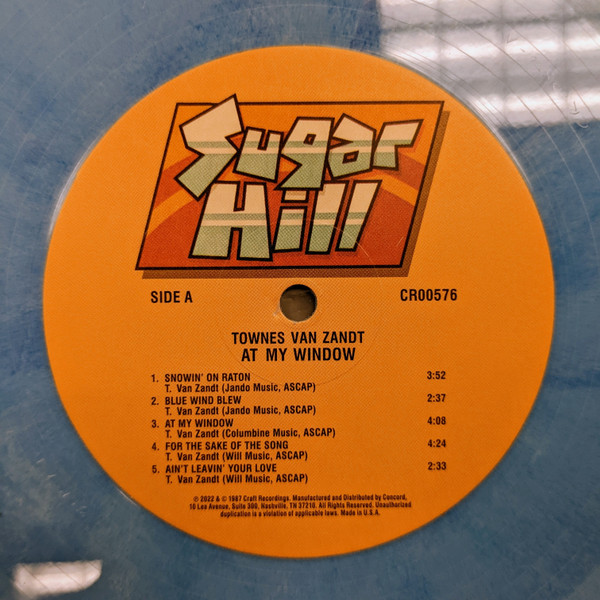 Sugar
Hill
SIDE A
CR00576
TOWNES VAN ZANDT
AT MY WINDOW
1. SNOWIN' ON RATON 3:52
T. Van Zandt (Jando Music, ASCAP)
2. BLUE WIND BLEW 2:37
T. Van Zandt (Jando Music, ASCAP)
3. AT MY WINDOW 4:08
T. Van Zandt (Columbine Music, ASCAP)
4. FOR THE SAKE OF THE SONG 4:24
T. Van Zandt (Will Music, ASCAP)
5. AIN'T LEAVIN' YOUR LOVE 2:33
T. Van Zandt (Will Music, ASCAP)
℗ 2022 & © 1987 Craft Recordings. Manufactured and Distributed by Concord,
10 Lea Avenue, Suite 300, Nashville, TN 37210. All Rights Reserved. Unauthorized
duplication is a violation of applicable laws. Made in U.S.A.